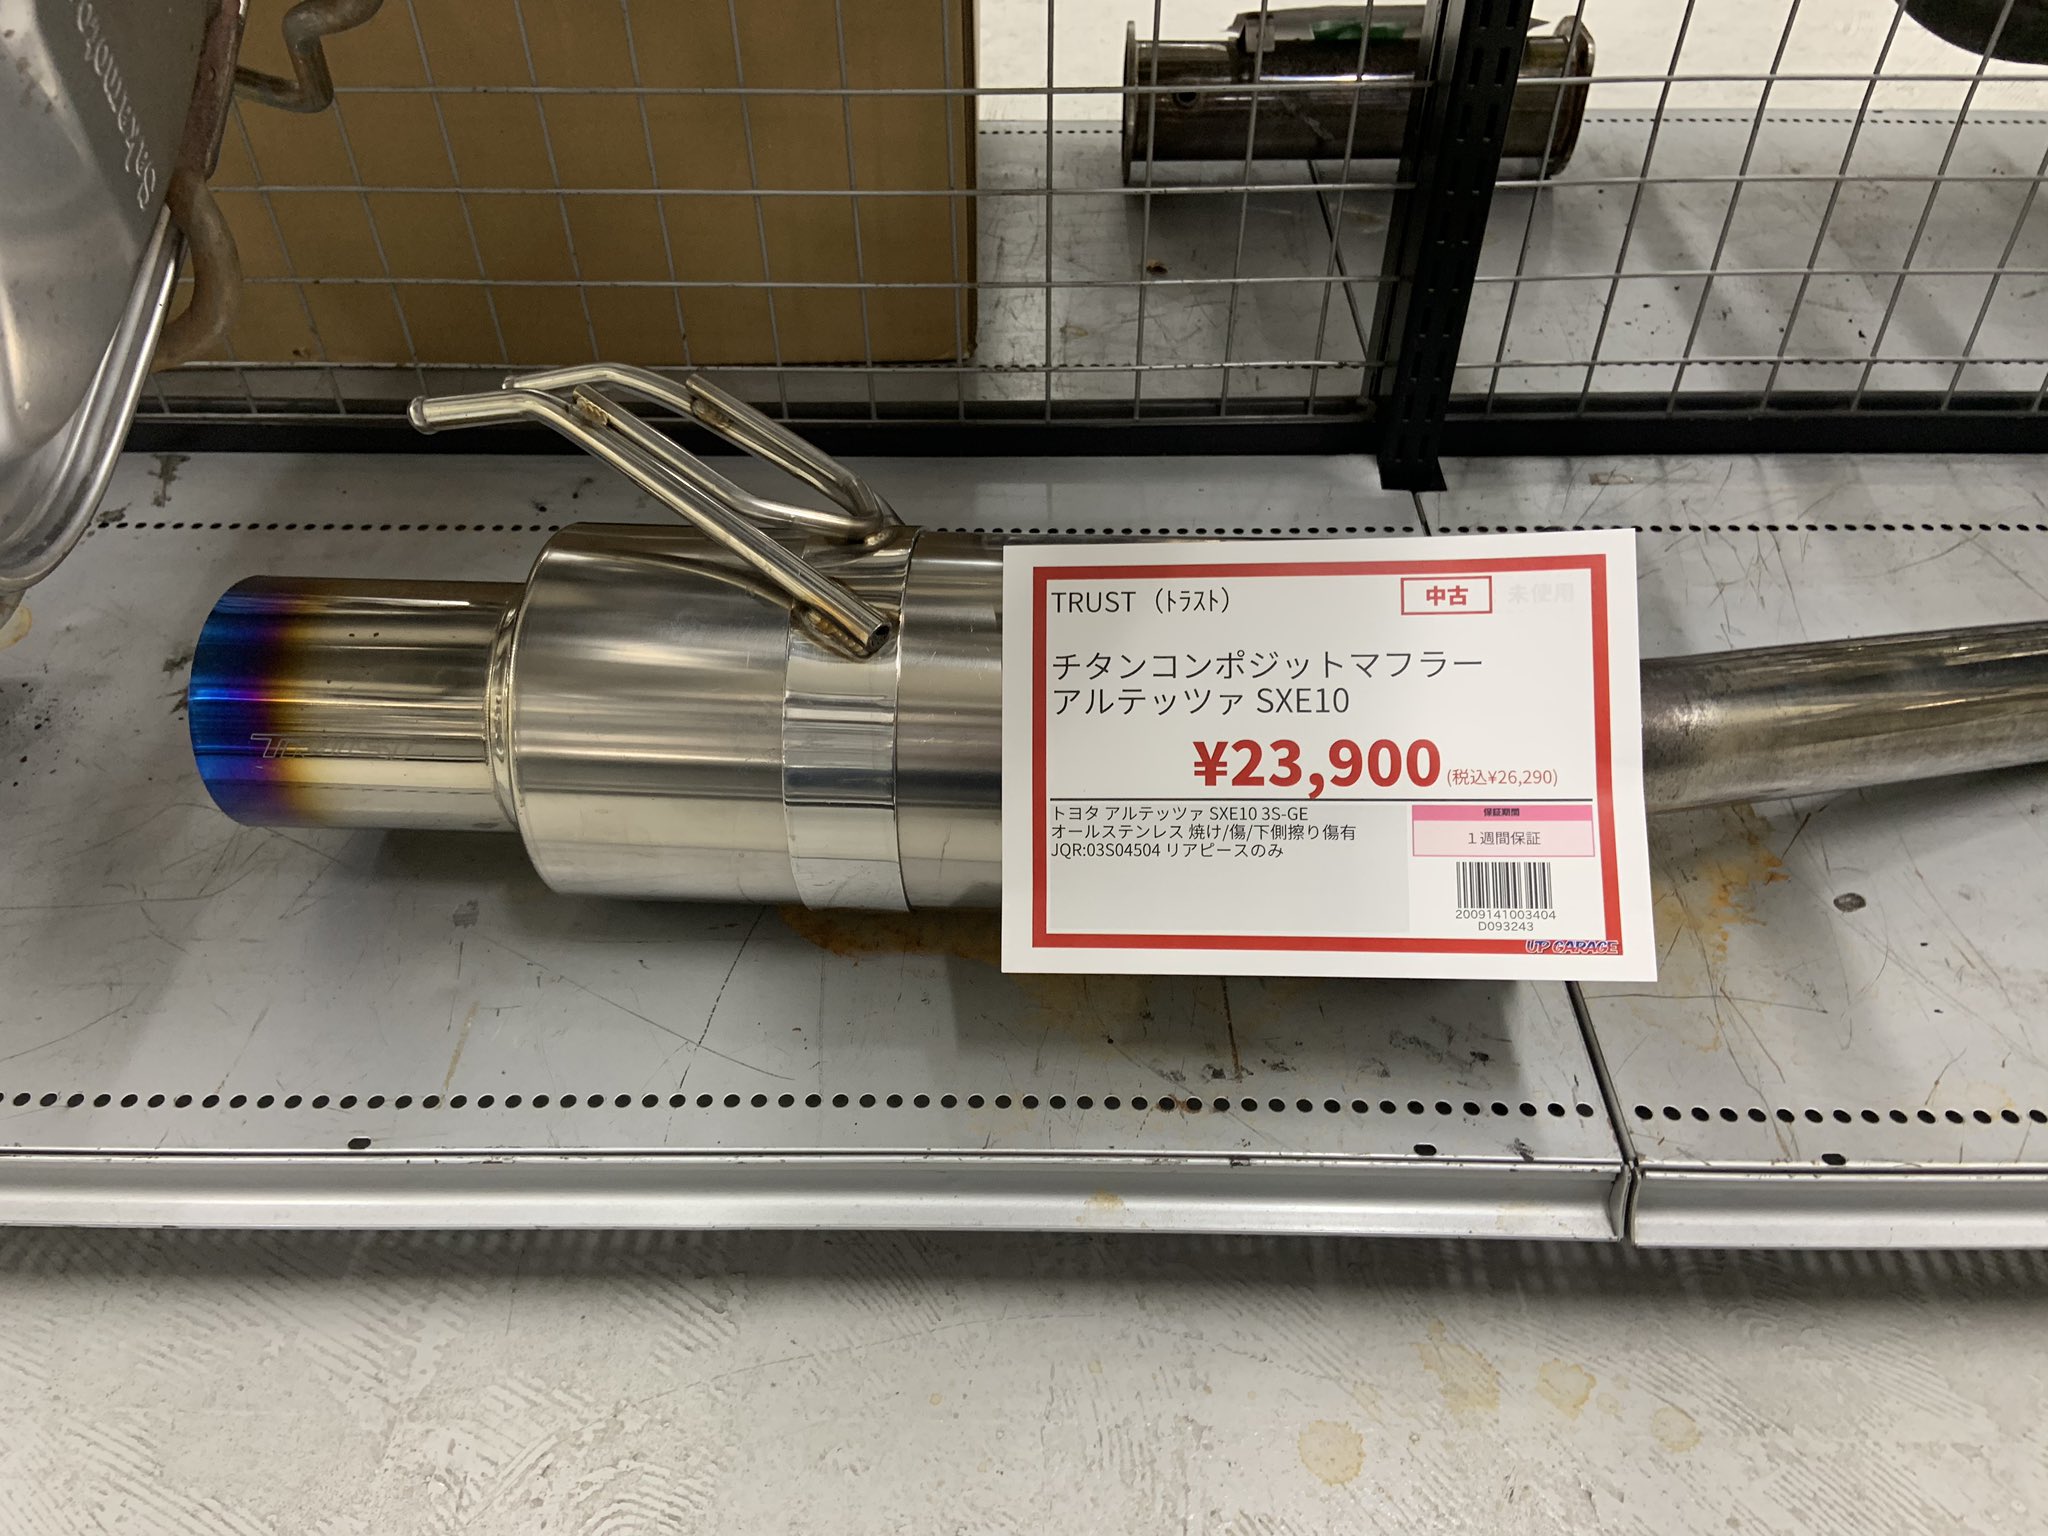 Sakamoto
TRUST（ﾄﾗｽﾄ）
中古
未使用
チタンコンポジットマフラー
アルテッツァ SXE10
¥23,900(税込¥26,290)
トヨタ アルテッツァ SXE10 3S-GE
オールステンレス 焼け/傷/下側擦り傷有
JQR:03S04504 リアピースのみ
保証期間
１週間保証
2009141003404
D093243
UP GARAGE